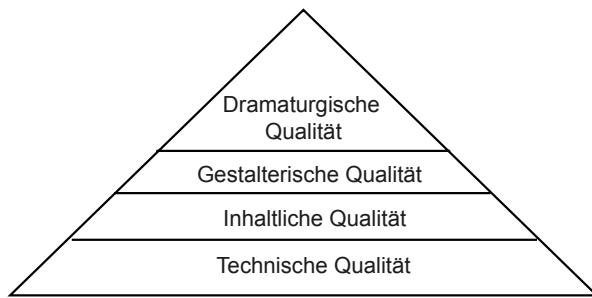 Dramaturgische
Qualität
Gestalterische Qualität
Inhaltliche Qualität
Technische Qualität